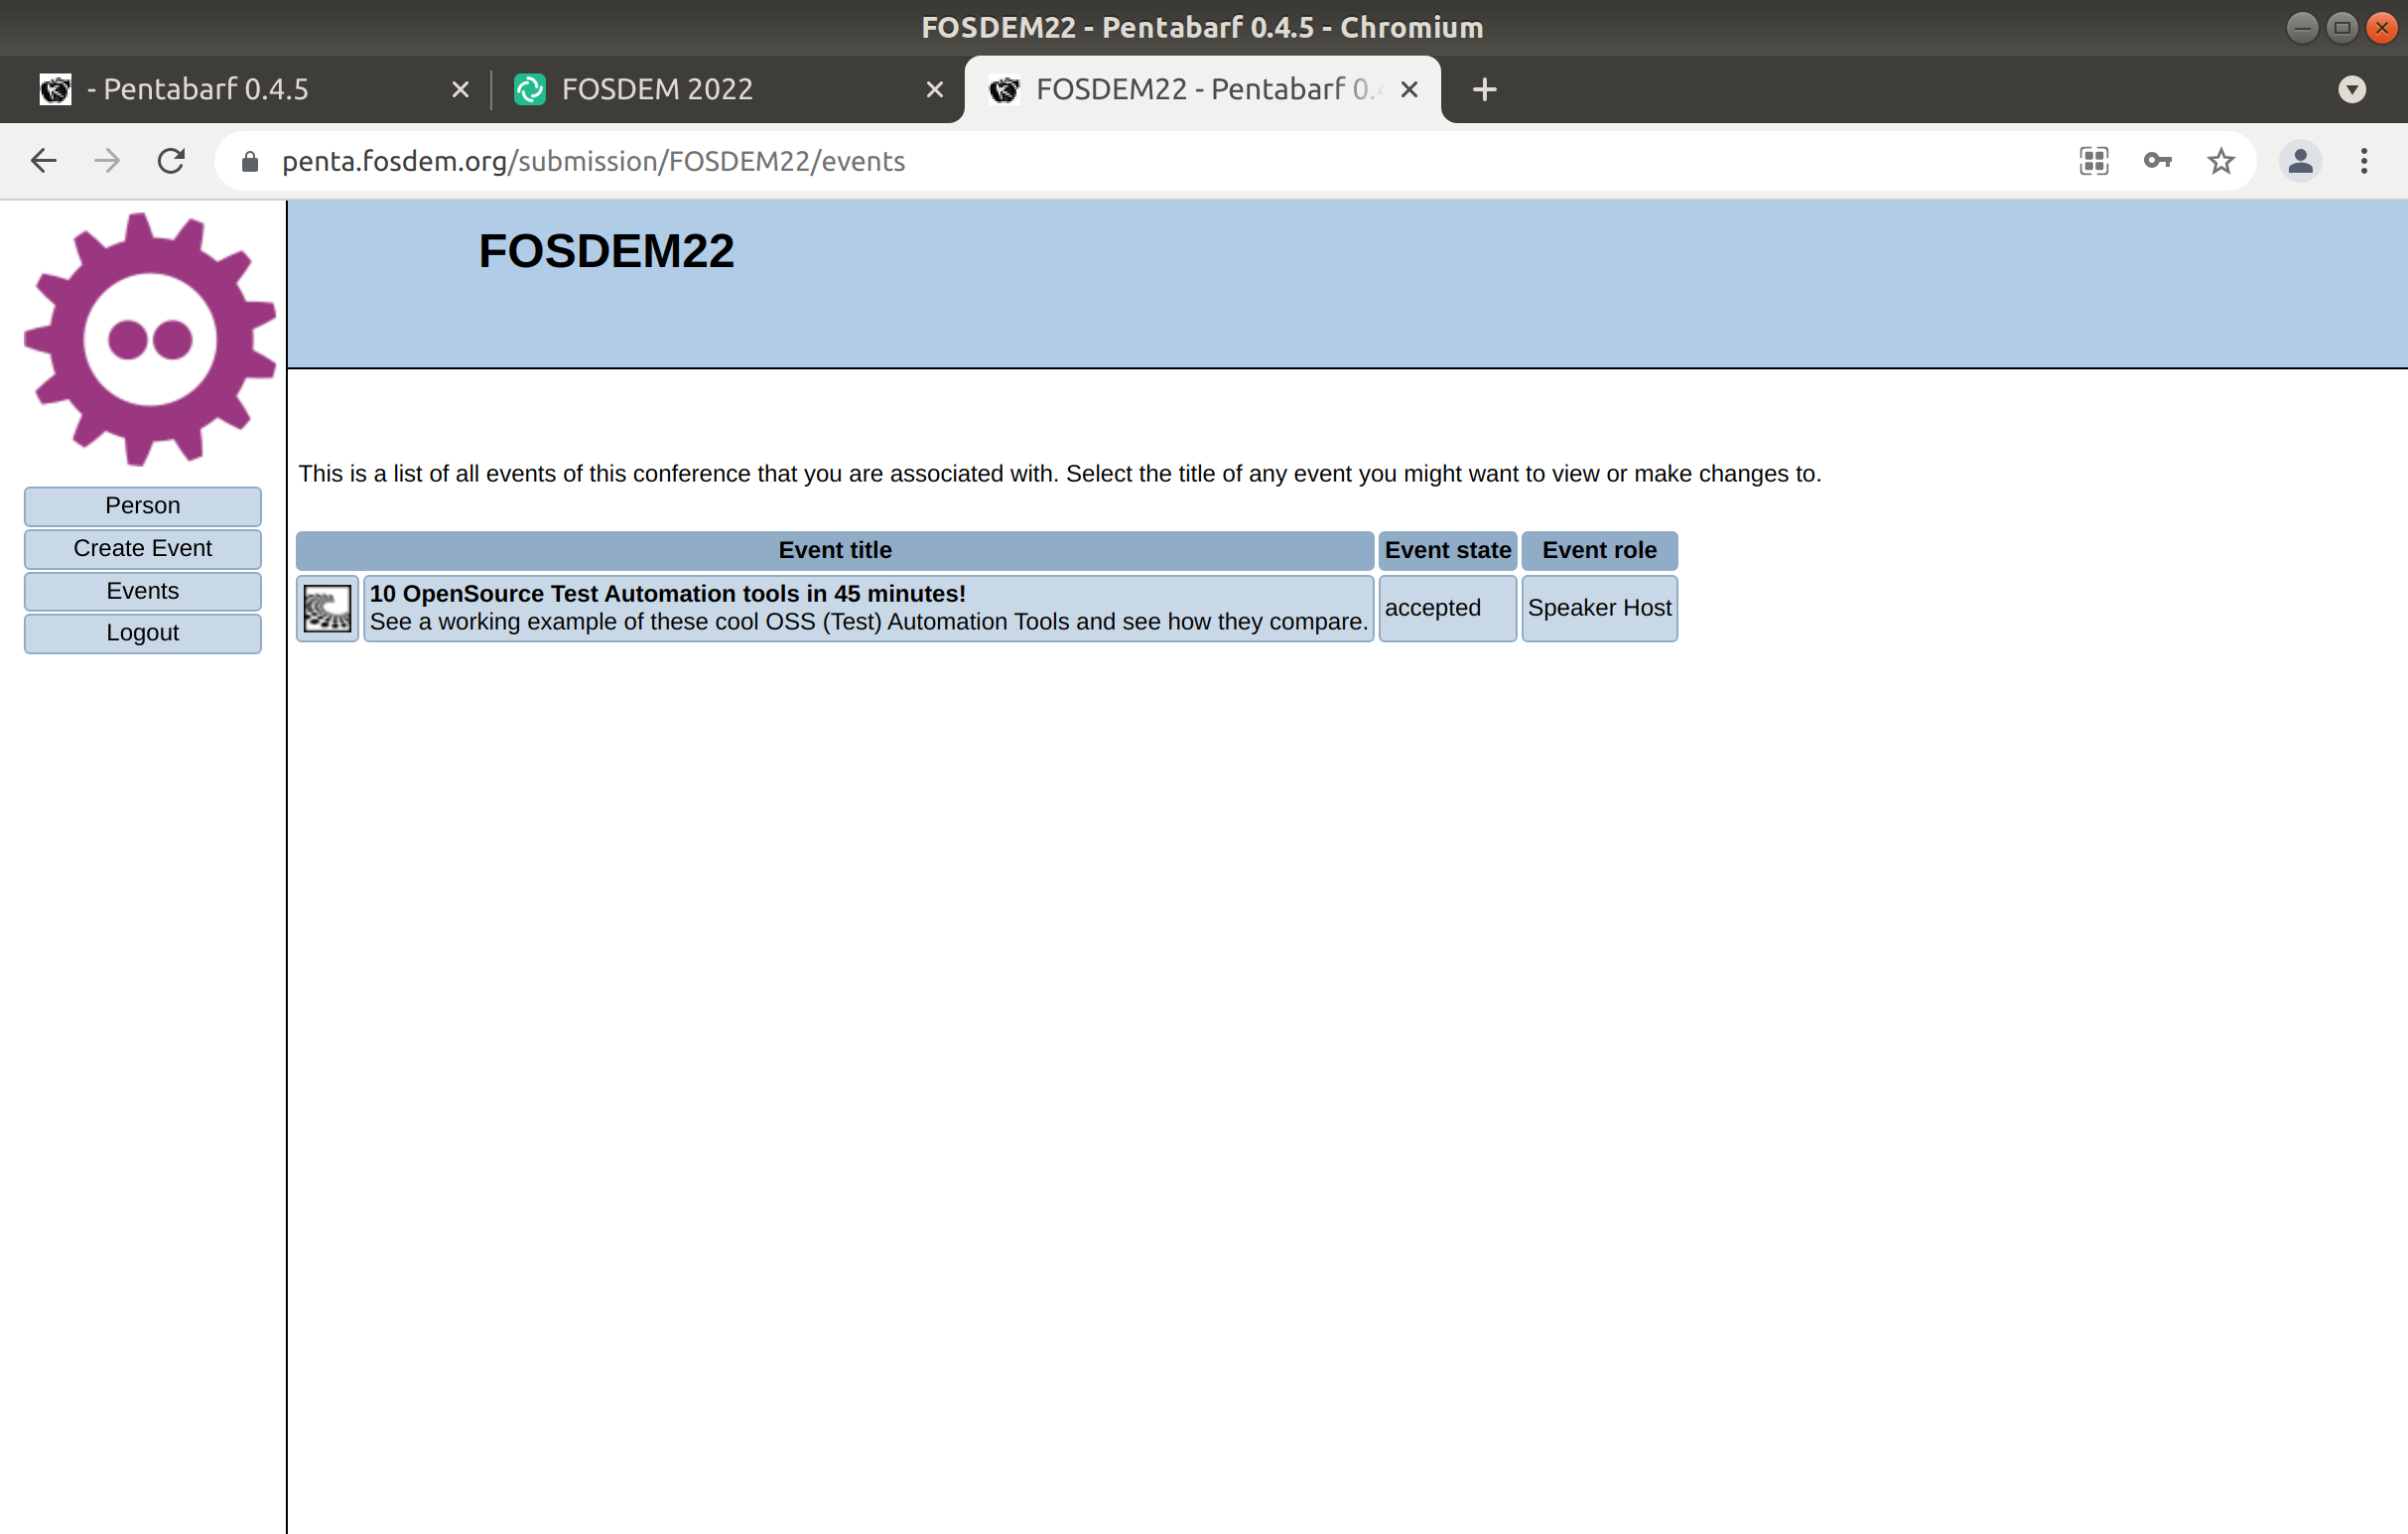 FOSDEM22 - Pentabarf 0.4.5 - Chromium
- Pentabarf 0.4.5
FOSDEM 2022
FOSDEM22 - Pentabarf 0.
penta.fosdem.org/submission/FOSDEM22/events
FOSDEM22
Person
Create Event
Events
Logout
This is a list of all events of this conference that you are associated with. Select the title of any event you might want to view or make changes to.
Event title Event state Event role
10 OpenSource Test Automation tools in 45 minutes!
See a working example of these cool OSS (Test) Automation Tools and see how they compare.
accepted
Speaker Host